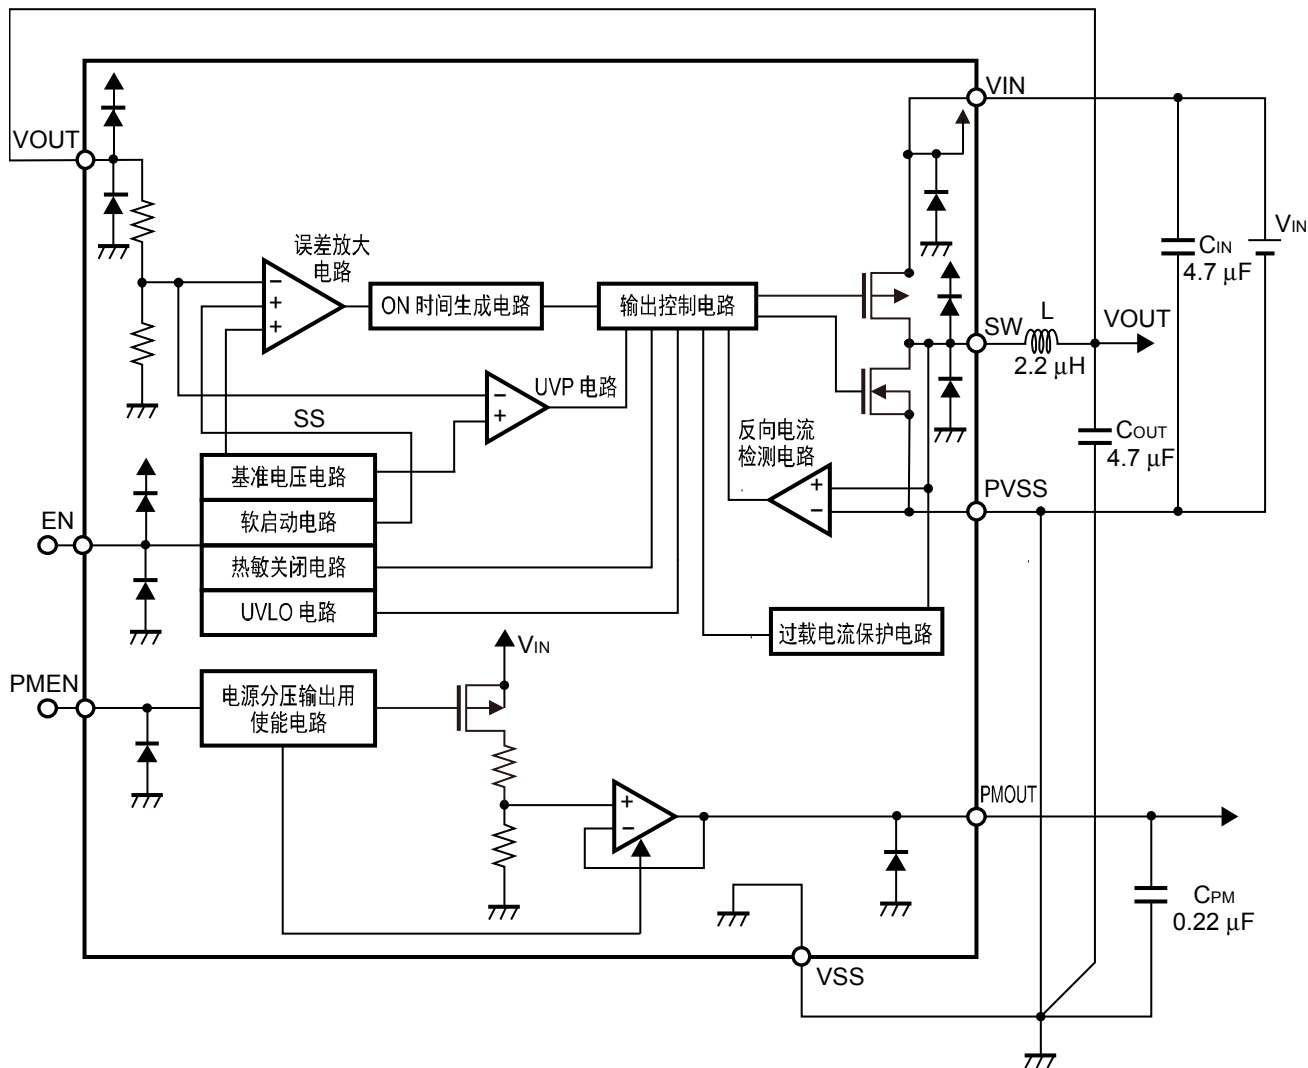 VIN
VOUT
VIN
CIN
4.7 μF
误差放大
电路
−
+
+
ON 时间生成电路
输出控制电路
SW
L
VOUT
2.2 μH
UVP 电路
−
+
SS
反向电流
检测电路
+
−
COUT
4.7 μF
基准电压电路
PVSS
EN
软启动电路
热敏关闭电路
UVLO 电路
过载电流保护电路
VIN
PMEN
电源分压输出用
使能电路
+
−
PMOUT
CPM
0.22 μF
VSS